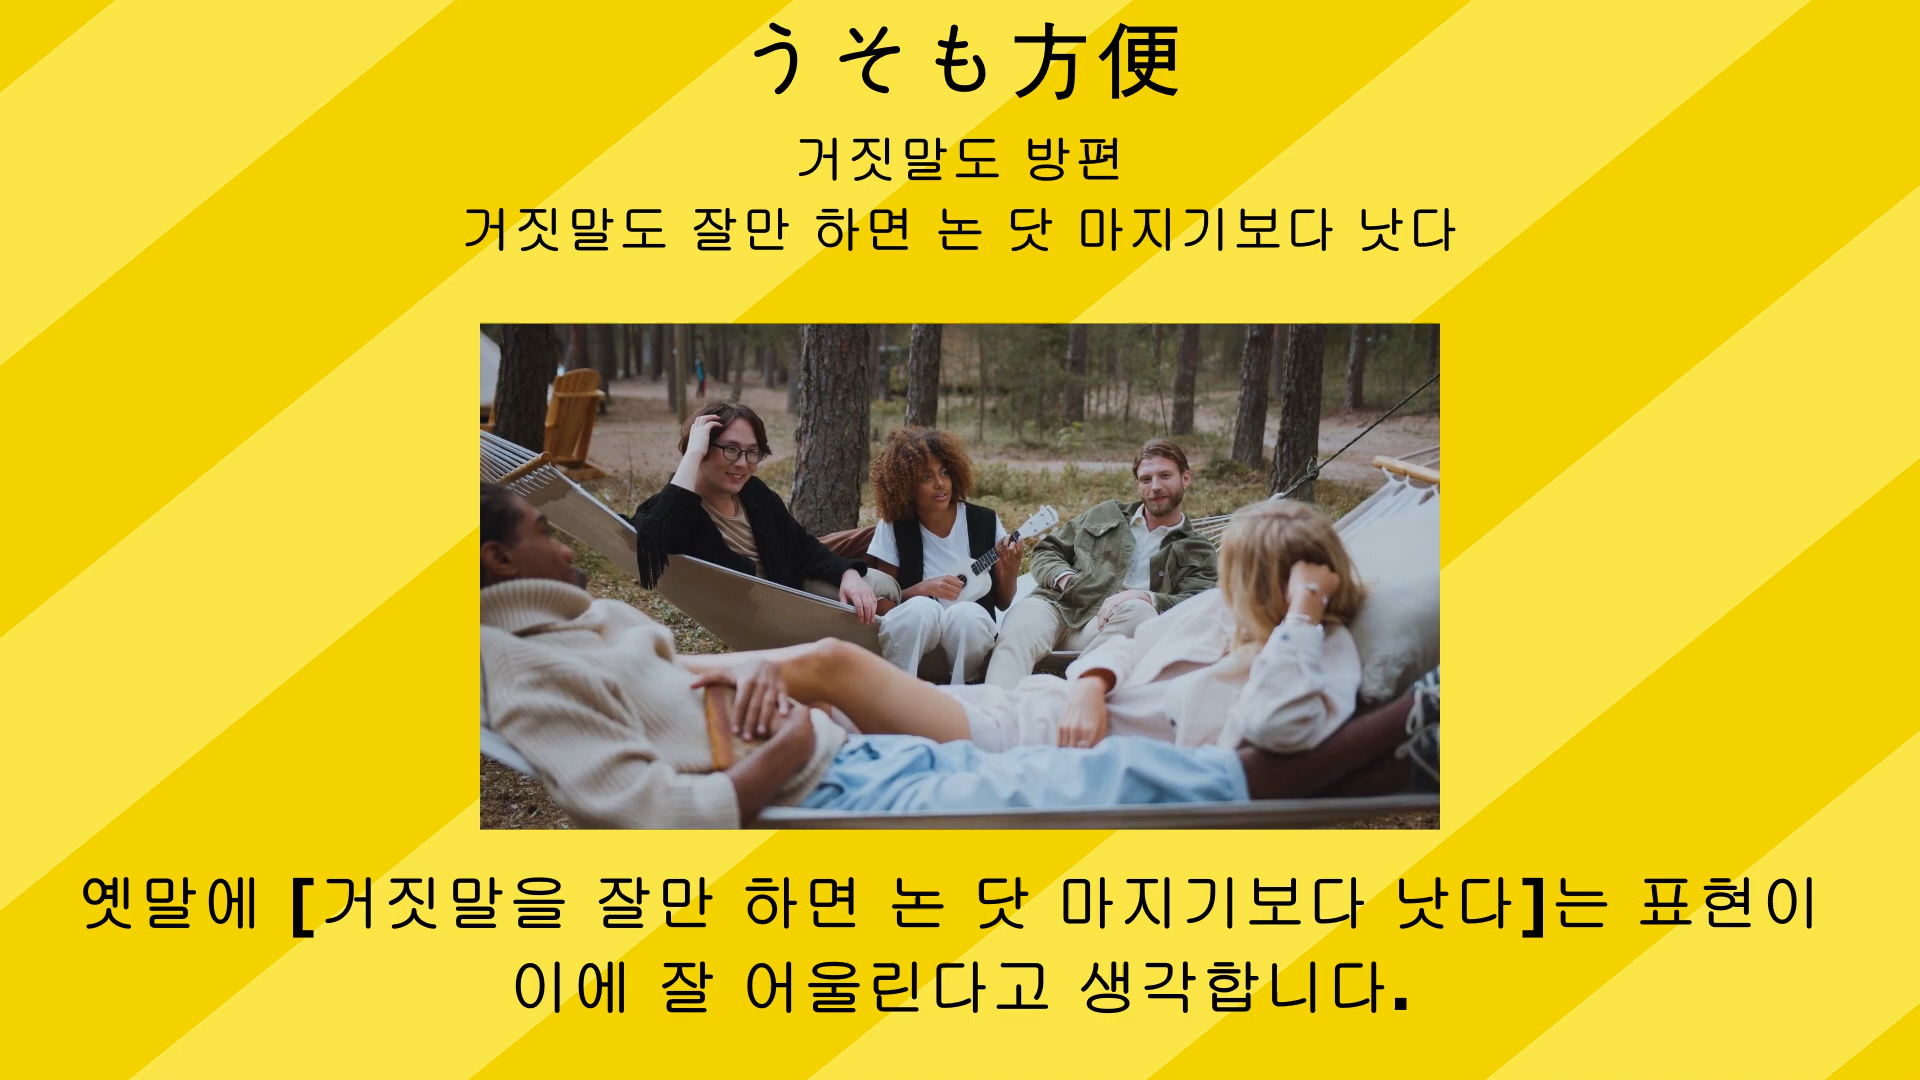 うそも方便
거짓말도 방편
거짓말도 잘만 하면 논 닷 마지기보다 낫다
옛말에 [거짓말을 잘만 하면 논 닷 마지기보다 낫다]는 표현이
이에 잘 어울린다고 생각합니다.